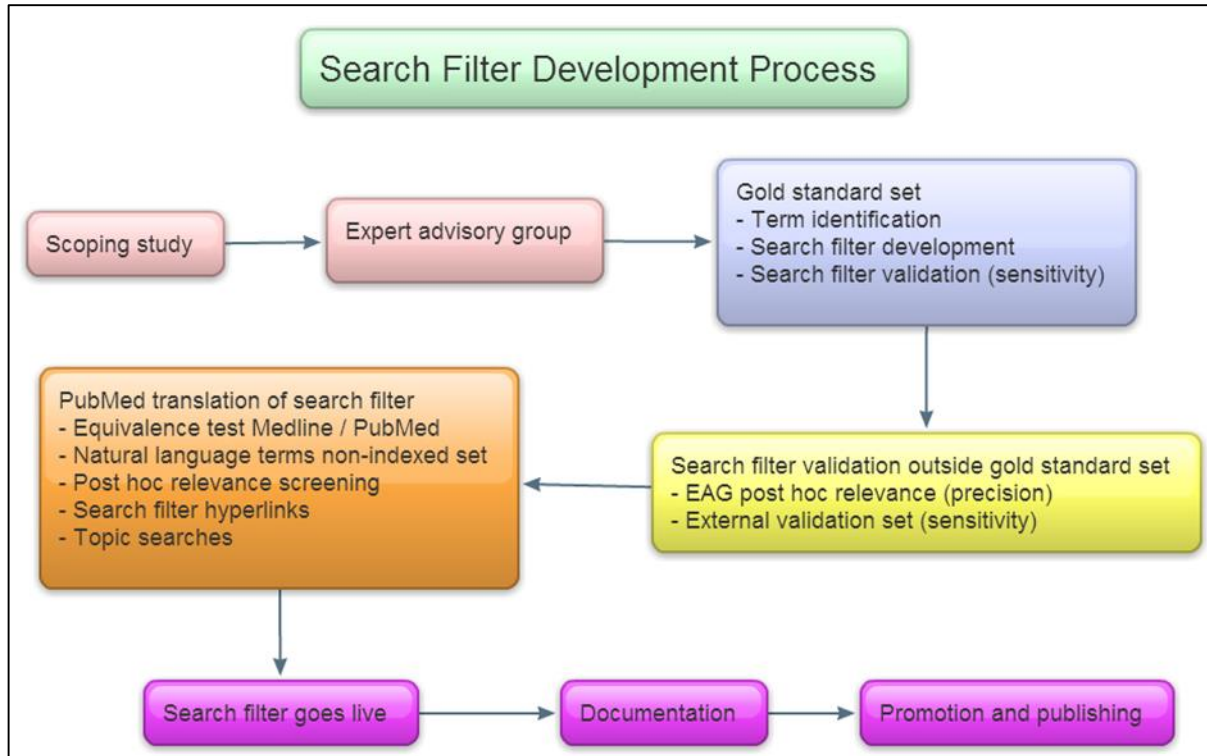 Search Filter Development Process
Scoping study
Expert advisory group
Gold standard set
- Term identification
- Search filter development
- Search filter validation (sensitivity)
Search filter validation outside gold standard set
- EAG post hoc relevance (precision)
- External validation set (sensitivity)
PubMed translation of search filter
- Equivalence test Medline / PubMed
- Natural language terms non-indexed set
- Post hoc relevance screening
- Search filter hyperlinks
- Topic searches
Search filter goes live
Documentation
Promotion and publishing